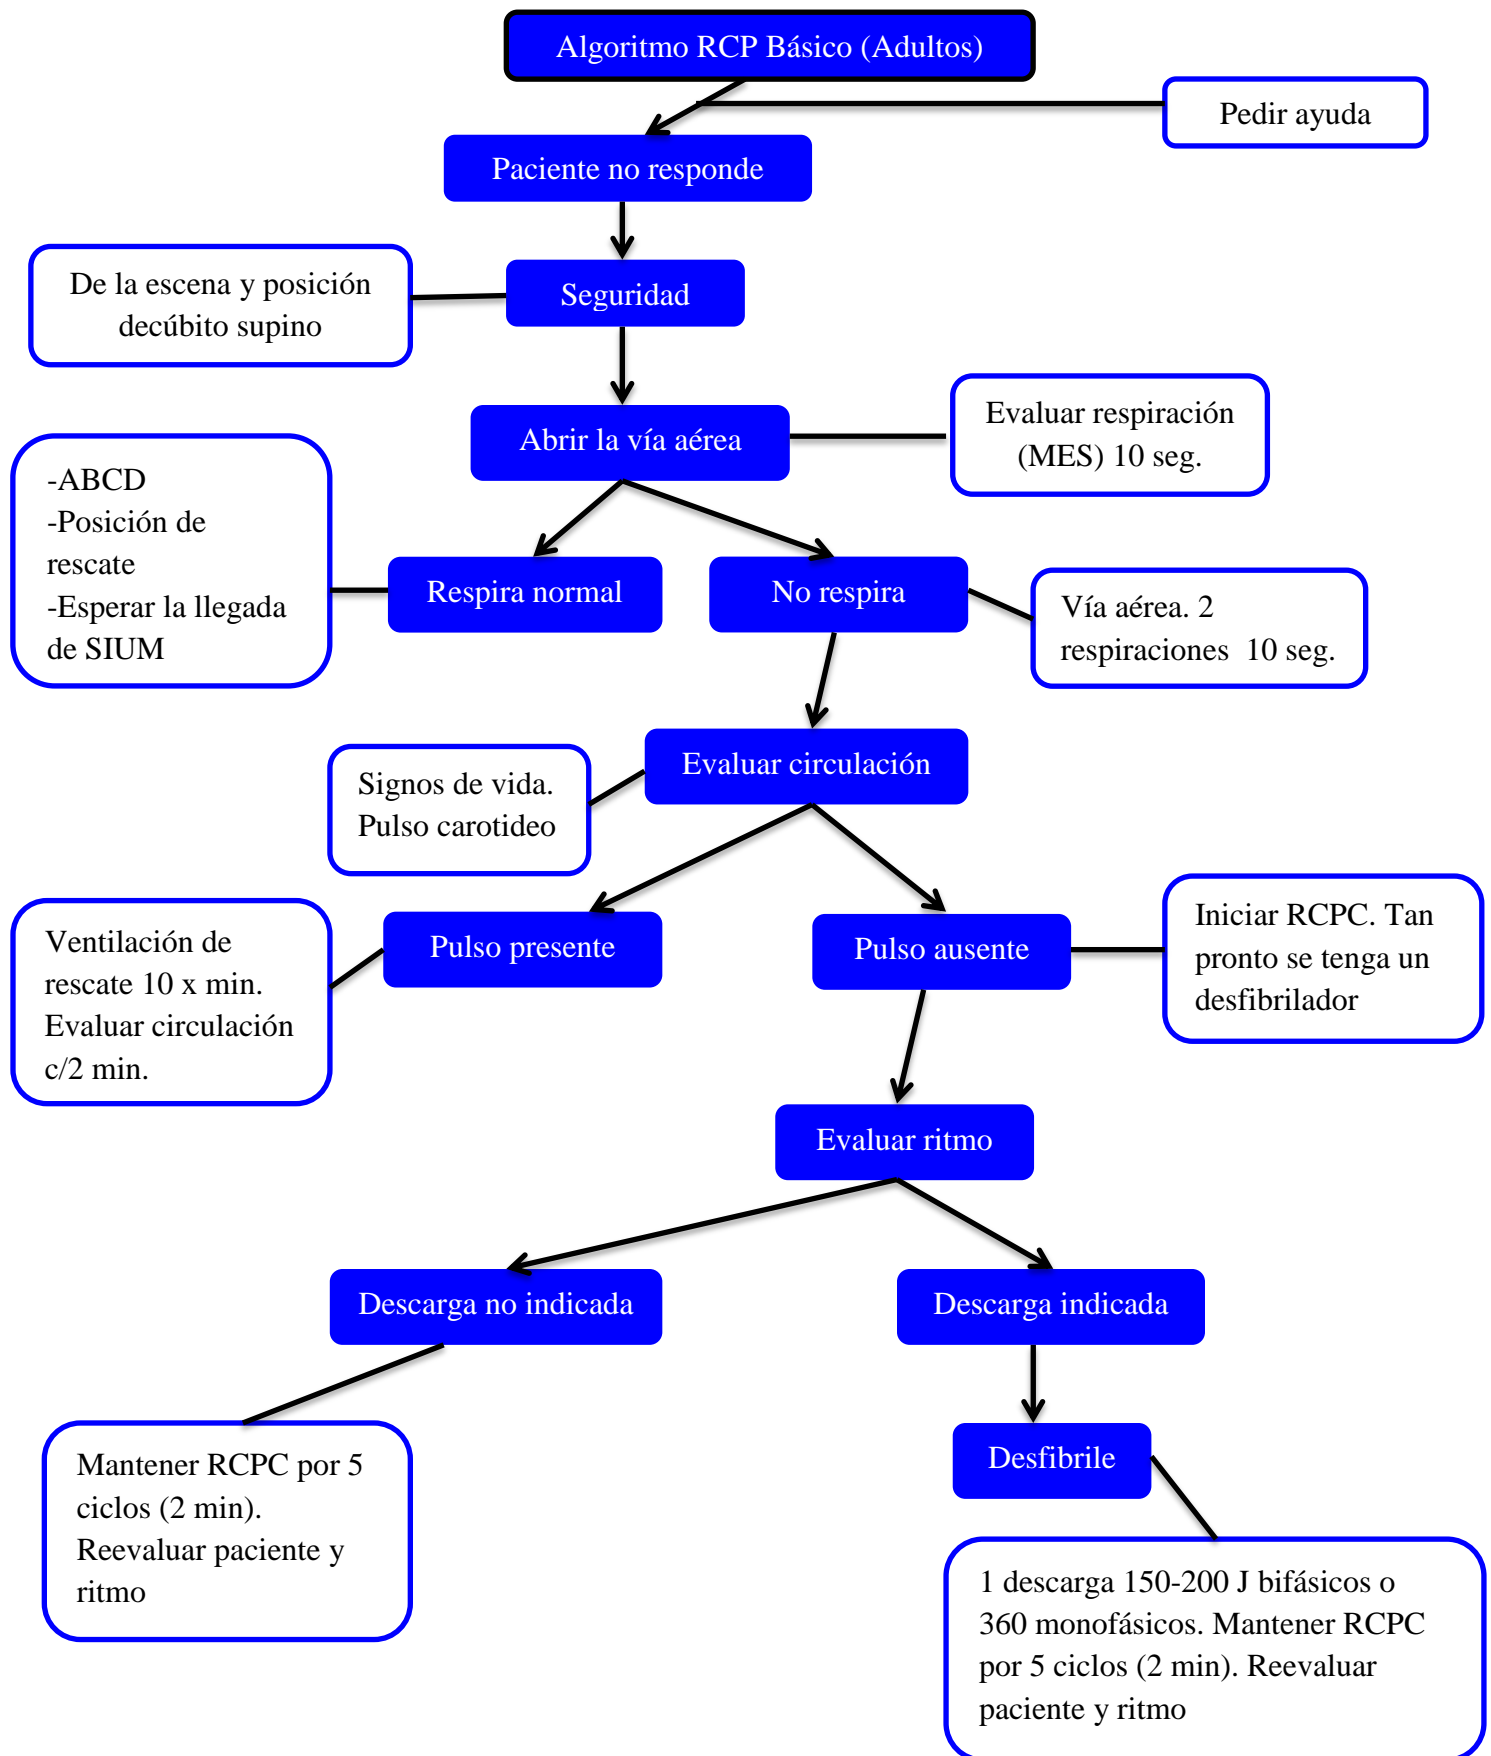 Algoritmo RCP Básico (Adultos)
Pedir ayuda
Paciente no responde
De la escena y posición
decúbito supino
Seguridad
Abrir la vía aérea
Evaluar respiración
(MES) 10 seg.
-ABCD
-Posición de
rescate
-Esperar la llegada
de SIUM
Respira normal
No respira
Vía aérea. 2
respiraciones  10 seg.
Evaluar circulación
Signos de vida.
Pulso carotideo
Ventilación de
rescate 10 x min.
Evaluar circulación
c/2 min.
Pulso presente
Pulso ausente
Iniciar RCPC. Tan
pronto se tenga un
desfibrilador
Evaluar ritmo
Descarga no indicada
Descarga indicada
Mantener RCPC por 5
ciclos (2 min).
Reevaluar paciente y
ritmo
Desfibrile
1 descarga 150-200 J bifásicos o
360 monofásicos. Mantener RCPC
por 5 ciclos (2 min). Reevaluar
paciente y ritmo